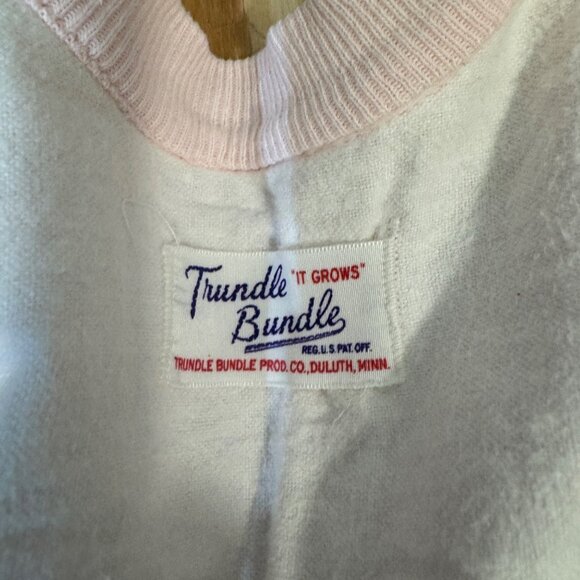 Trundle "IT GROWS"
Bundle
REG. U.S. PAT. OFF.
TRUNDLE BUNDLE PROD. CO., DULUTH, MINN.